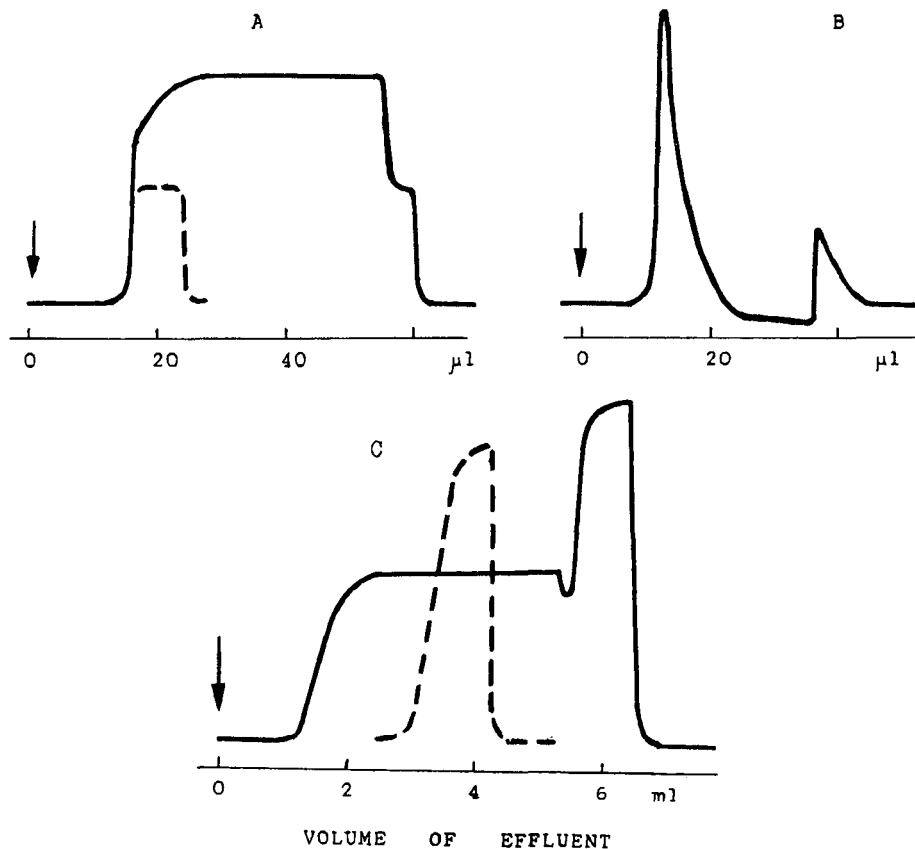 A
B
0 20 40 μl
0 20 μl
C
0 2 4 6 ml
VOLUME OF EFFLUENT